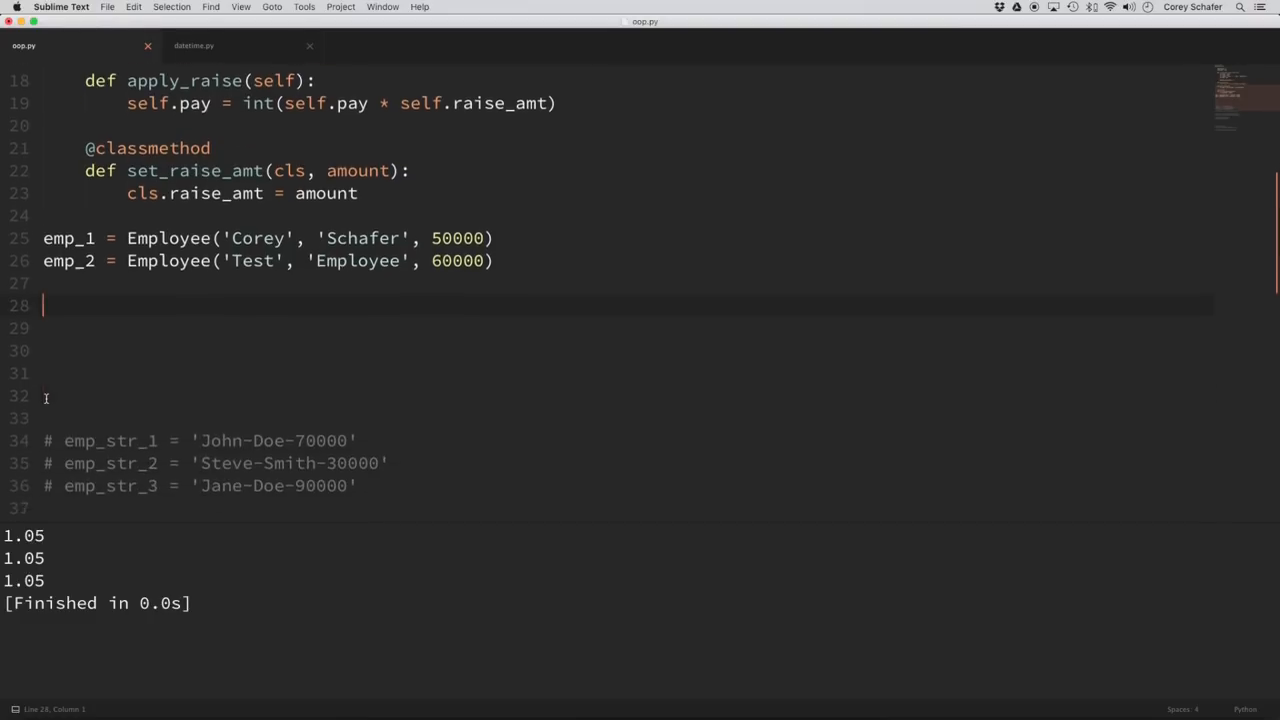 Sublime Text File Edit Selection Find View Goto Tools Project Window Help Corey Schafer
oop.py
oop.py datetime.py
18 def apply_raise(self):
19 self.pay = int(self.pay * self.raise_amt)
20
21 @classmethod
22 def set_raise_amt(cls, amount):
23 cls.raise_amt = amount
24
25 emp_1 = Employee('Corey', 'Schafer', 50000)
26 emp_2 = Employee('Test', 'Employee', 60000)
27
28
29
30
31
32
33
34 # emp_str_1 = 'John-Doe-70000'
35 # emp_str_2 = 'Steve-Smith-30000'
36 # emp_str_3 = 'Jane-Doe-90000'
37
1.05
1.05
1.05
[Finished in 0.0s]
Line 28, Column 1 Spaces: 4 Python